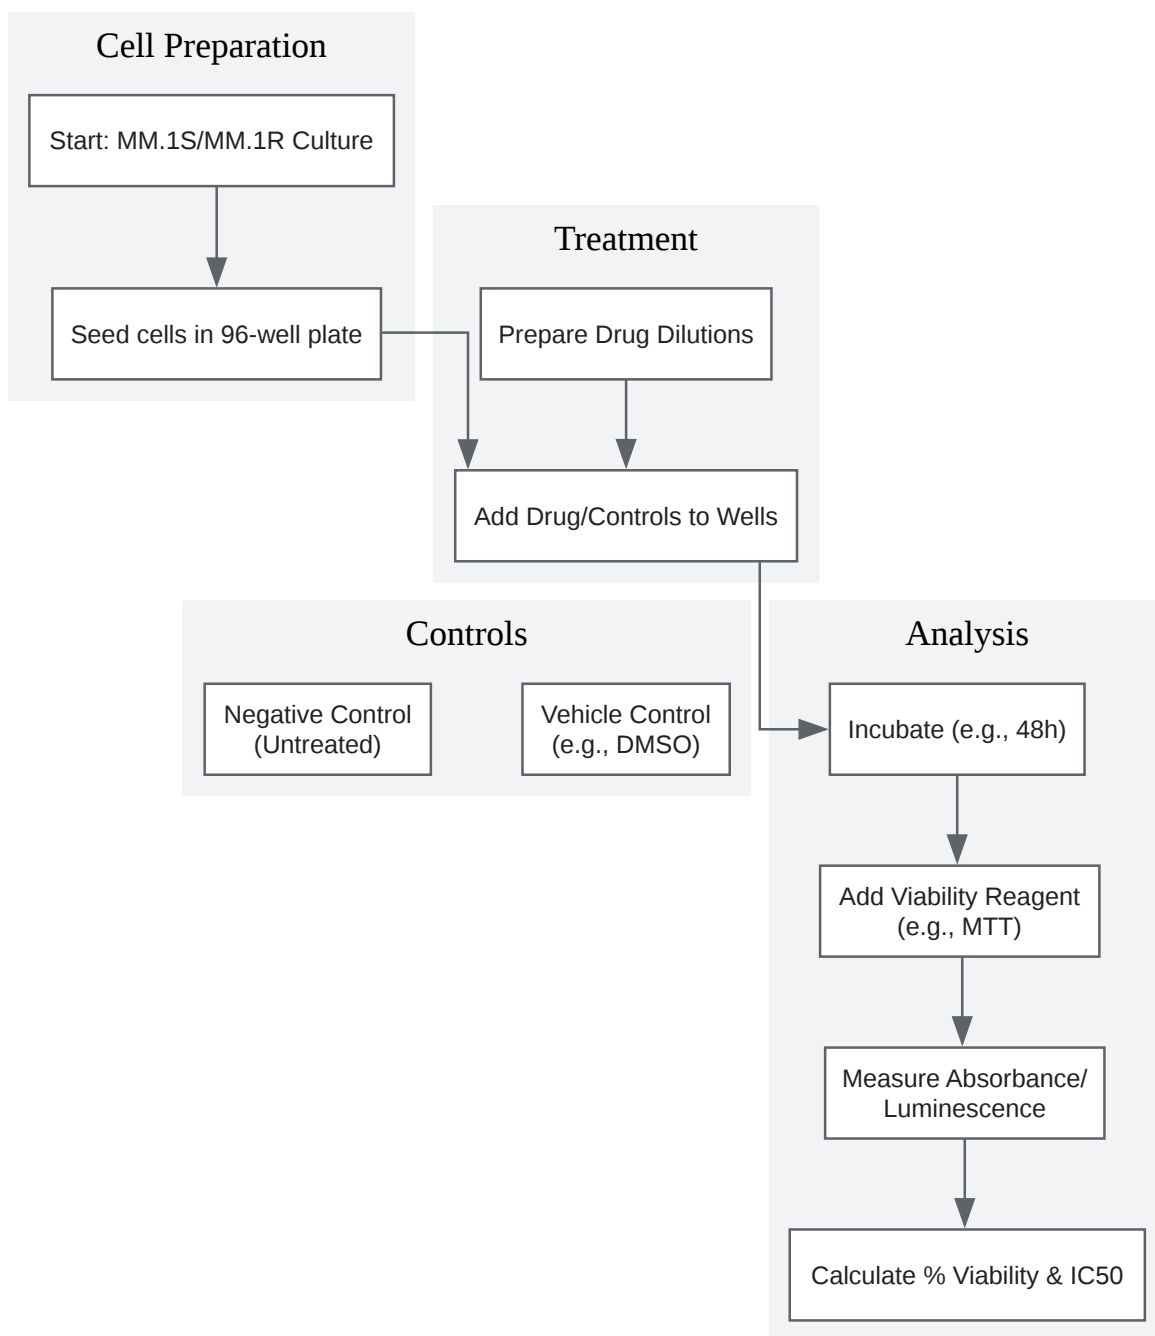 Cell Preparation
Start: MM.1S/MM.1R Culture
Seed cells in 96-well plate
Treatment
Prepare Drug Dilutions
Add Drug/Controls to Wells
Controls
Negative Control
(Untreated)
Vehicle Control
(e.g., DMSO)
Analysis
Incubate (e.g., 48h)
Add Viability Reagent
(e.g., MTT)
Measure Absorbance/
Luminescence
Calculate % Viability & IC50